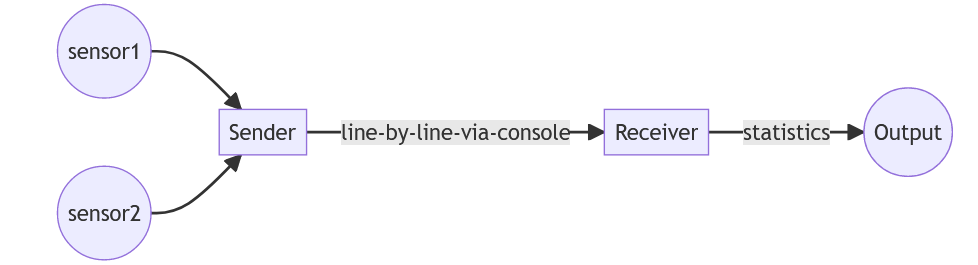 sensor1
sensor2
Sender
line-by-line-via-console
Receiver
statistics
Output